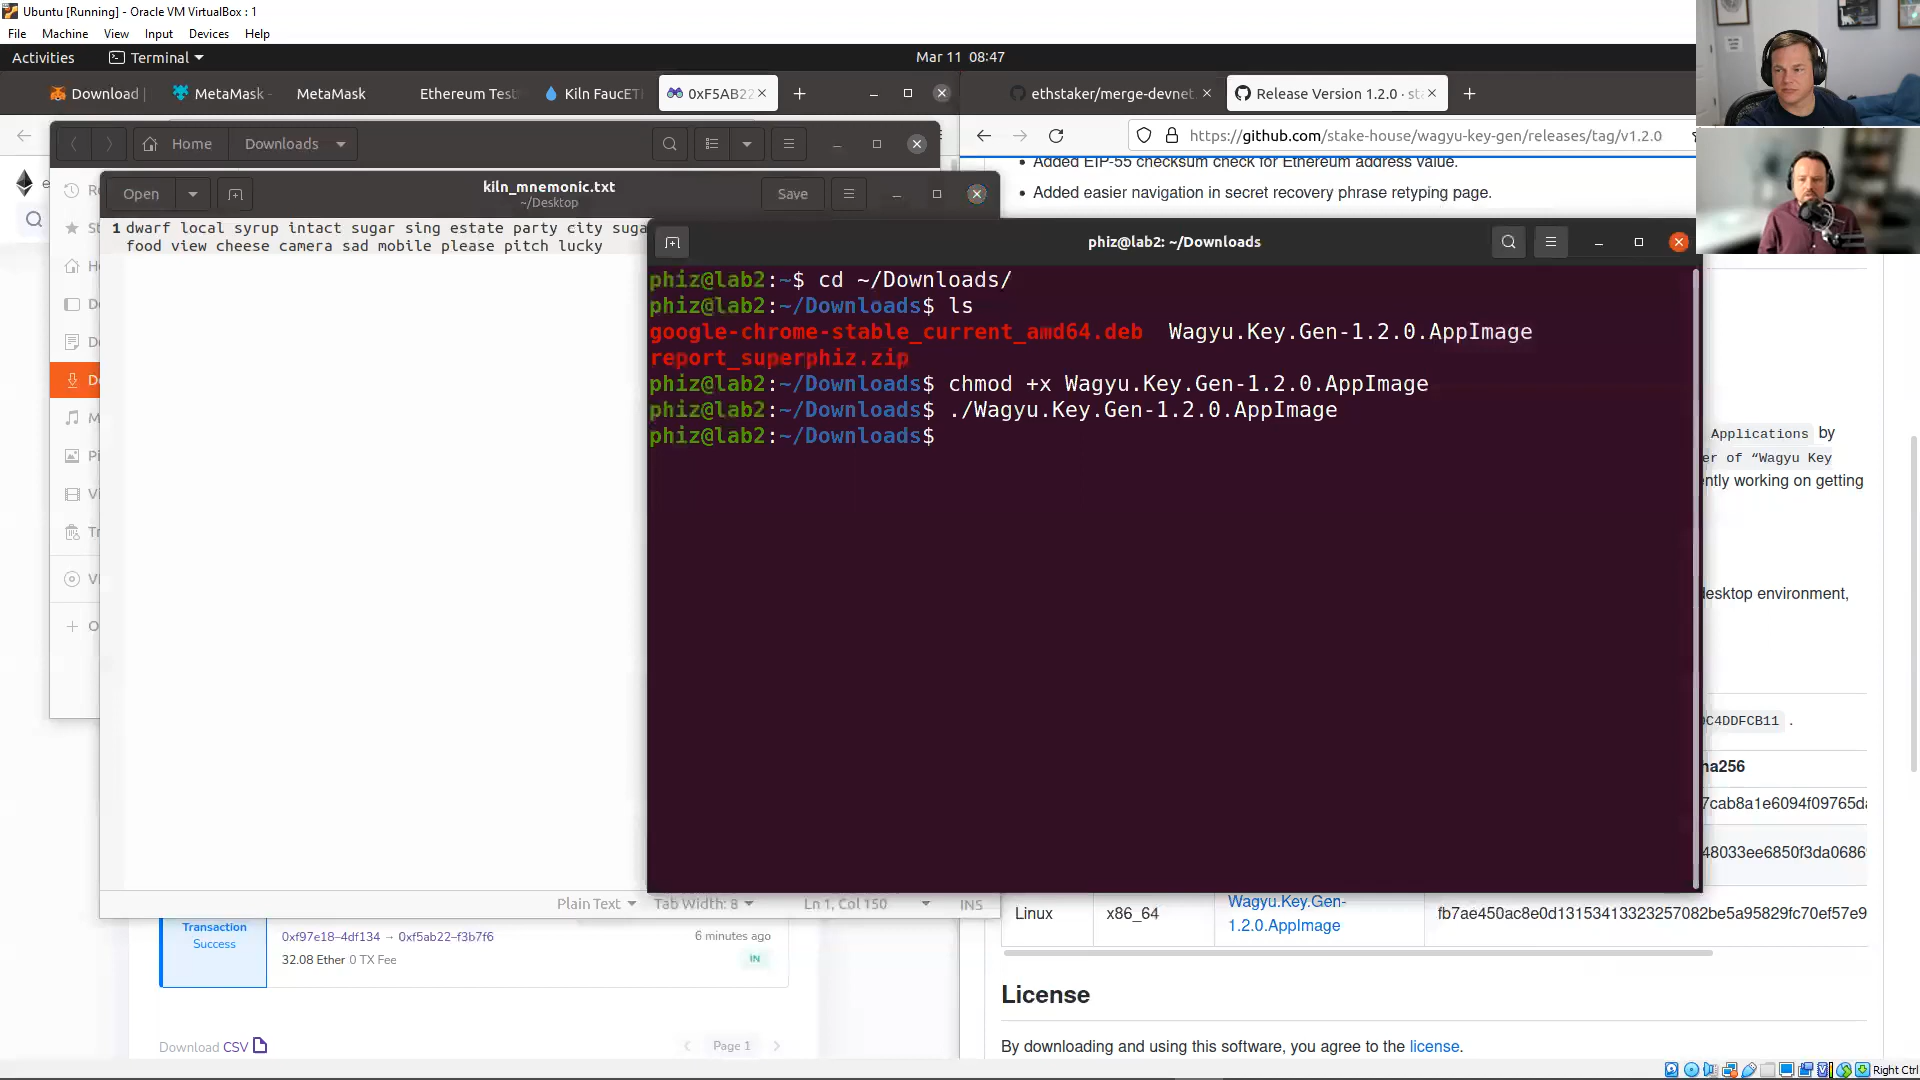 Ubuntu [Running] - Oracle VM VirtualBox : 1
File Machine View Input Devices Help
Activities Terminal Mar 11 08:47
Download MetaMask - MetaMask Ethereum Test Kiln FaucET 0xF5AB22
ethstaker/merge-devnet Release Version 1.2.0 · st
https://github.com/stake-house/wagyu-key-gen/releases/tag/v1.2.0
Home Downloads
Added EIP-55 checksum check for Ethereum address value.
Added easier navigation in secret recovery phrase retyping page.
Open kiln_mnemonic.txt Save
~/Desktop
1 dwarf local syrup intact sugar sing estate party city suga
food view cheese camera sad mobile please pitch lucky
phiz@lab2: ~/Downloads
phiz@lab2:~$ cd ~/Downloads/
phiz@lab2:~/Downloads$ ls
google-chrome-stable_current_amd64.deb Wagyu.Key.Gen-1.2.0.AppImage
report_superphiz.zip
phiz@lab2:~/Downloads$ chmod +x Wagyu.Key.Gen-1.2.0.AppImage
phiz@lab2:~/Downloads$ ./Wagyu.Key.Gen-1.2.0.AppImage
phiz@lab2:~/Downloads$
Applications by
er of “Wagyu Key
ntly working on getting
desktop environment,
C4DDFCB11 .
a256
7cab8a1e6094f09765da
48033ee6850f3da0686
Plain Text Tab Width: 8 Ln 1, Col 150 INS
Linux x86_64 Wagyu.Key.Gen-
1.2.0.AppImage
fb7ae450ac8e0d13153413323257082be5a95829fc70ef57e9
Transaction
Success
0xf97e18–4df134 → 0xf5ab22–f3b7f6 6 minutes ago
32.08 Ether 0 TX Fee IN
License
Download CSV Page 1
By downloading and using this software, you agree to the license.
Right Ctrl